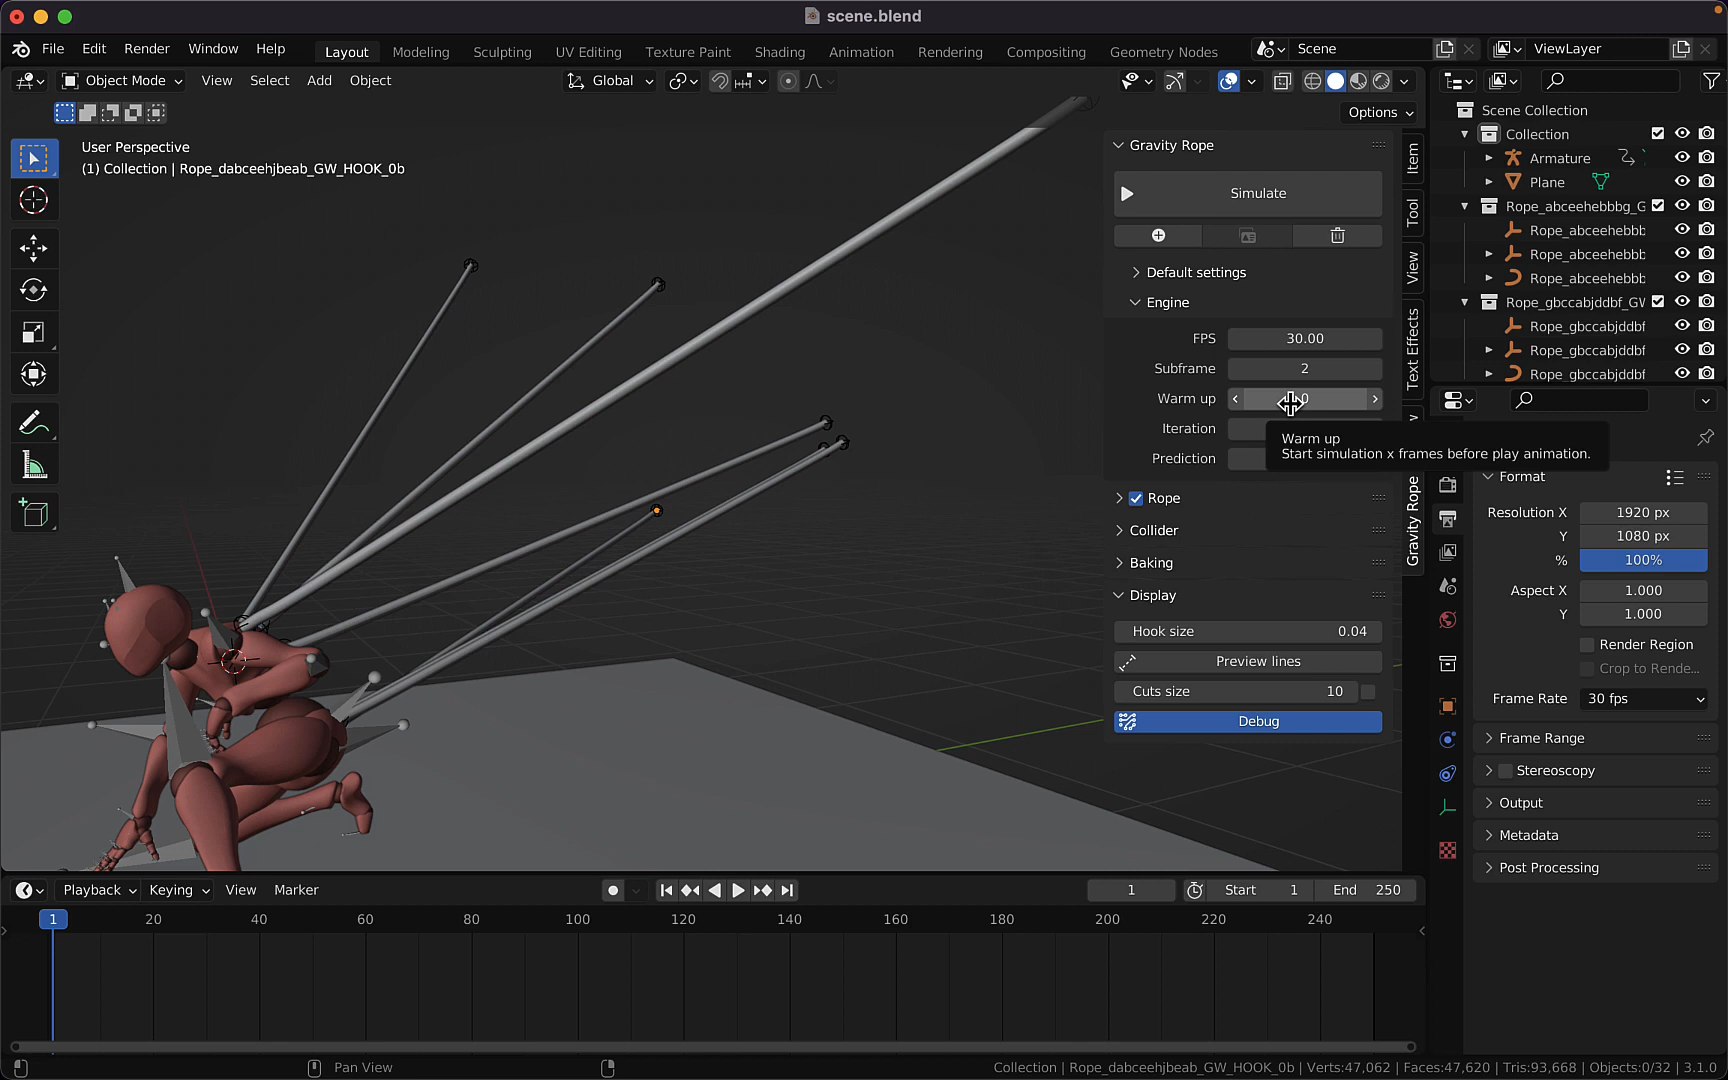 scene.blend
File Edit Render Window Help
Layout Modeling Sculpting UV Editing Texture Paint Shading Animation Rendering Compositing Geometry Nodes
Scene
ViewLayer
Object Mode View Select Add Object
Global
Options
User Perspective
(1) Collection | Rope_dabceehjbeab_GW_HOOK_0b
Gravity Rope
Simulate
Default settings
Engine
FPS 30.00
Subframe 2
Warm up 0
Iteration
Prediction
Warm up
Start simulation x frames before play animation.
Rope
Collider
Baking
Display
Hook size 0.04
Preview lines
Cuts size 10
Debug
Item
Tool
View
Text Effects
Gravity Rope
Scene Collection
Collection
Armature
Plane
Rope_abceehebbbg_G
Rope_abceehebbb
Rope_abceehebbb
Rope_abceehebbb
Rope_gbccabjddbf_GW
Rope_gbccabjddbf
Rope_gbccabjddbf
Rope_gbccabjddbf
Format
Resolution X 1920 px
Y 1080 px
% 100%
Aspect X 1.000
Y 1.000
Render Region
Crop to Rende...
Frame Rate 30 fps
Frame Range
Stereoscopy
Output
Metadata
Post Processing
Playback Keying View Marker
1
Start 1
End 250
1 20 40 60 80 100 120 140 160 180 200 220 240
Pan View
Collection | Rope_dabceehjbeab_GW_HOOK_0b | Verts:47,062 | Faces:47,620 | Tris:93,668 | Objects:0/32 | 3.1.0